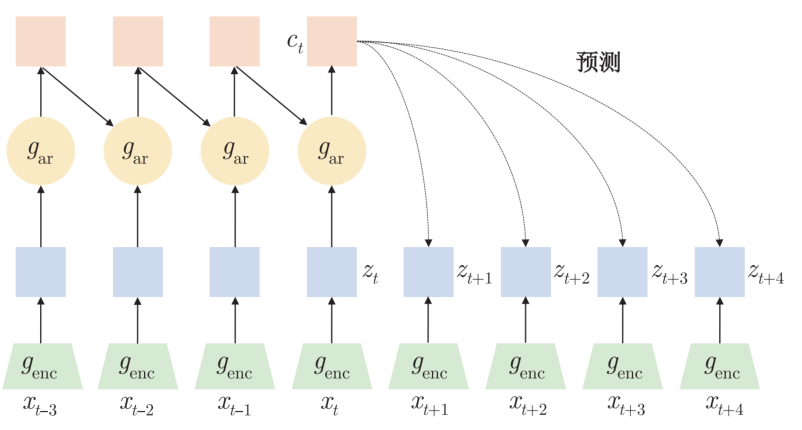 c_t
预测
g_ar g_ar g_ar g_ar
z_t z_{t+1} z_{t+2} z_{t+3} z_{t+4}
g_enc g_enc g_enc g_enc g_enc g_enc g_enc g_enc
x_{t-3} x_{t-2} x_{t-1} x_t x_{t+1} x_{t+2} x_{t+3} x_{t+4}